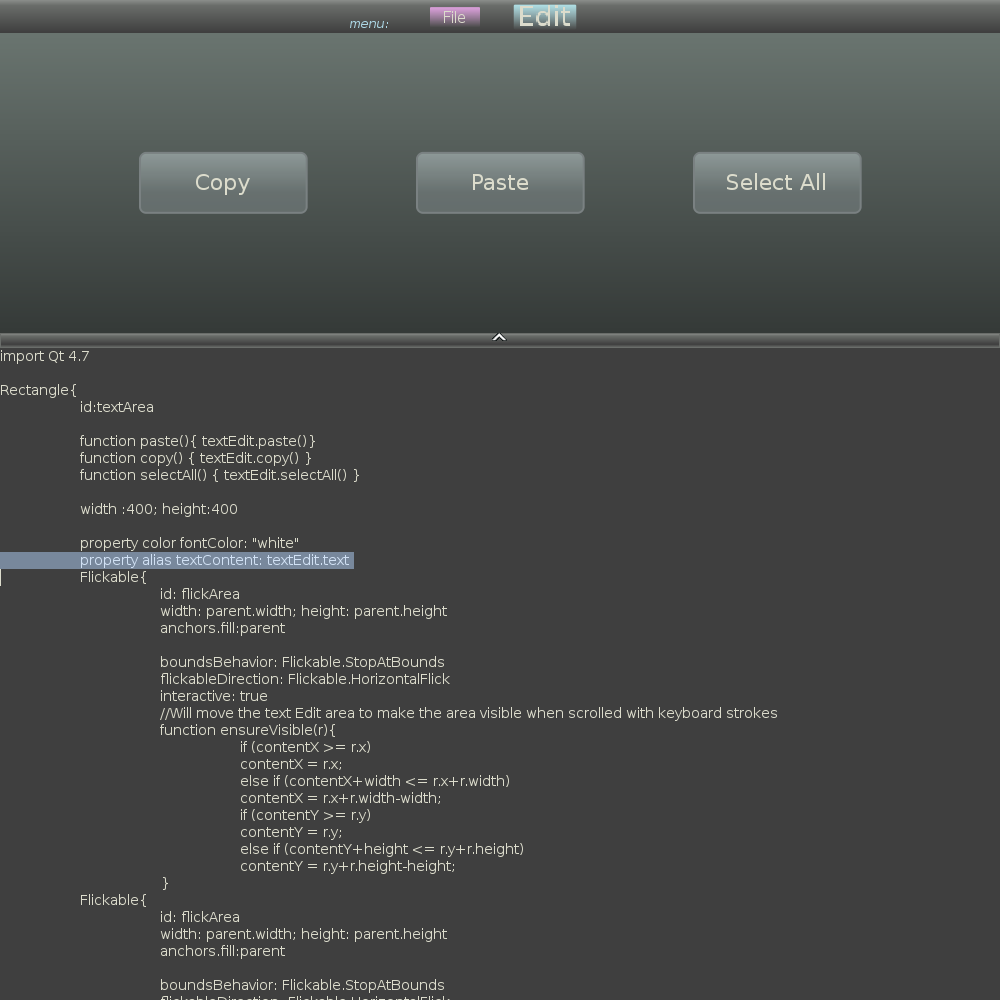 menu: File Edit
Copy Paste Select All
import Qt 4.7
Rectangle{
id:textArea
function paste(){ textEdit.paste()}
function copy() { textEdit.copy() }
function selectAll() { textEdit.selectAll() }
width :400; height:400
property color fontColor: "white"
property alias textContent: textEdit.text
Flickable{
id: flickArea
width: parent.width; height: parent.height
anchors.fill:parent
boundsBehavior: Flickable.StopAtBounds
flickableDirection: Flickable.HorizontalFlick
interactive: true
//Will move the text Edit area to make the area visible when scrolled with keyboard strokes
function ensureVisible(r){
if (contentX >= r.x)
contentX = r.x;
else if (contentX+width <= r.x+r.width)
contentX = r.x+r.width-width;
if (contentY >= r.y)
contentY = r.y;
else if (contentY+height <= r.y+r.height)
contentY = r.y+r.height-height;
}
Flickable{
id: flickArea
width: parent.width; height: parent.height
anchors.fill:parent
boundsBehavior: Flickable.StopAtBounds
flickableDirection: Flickable.HorizontalFlick